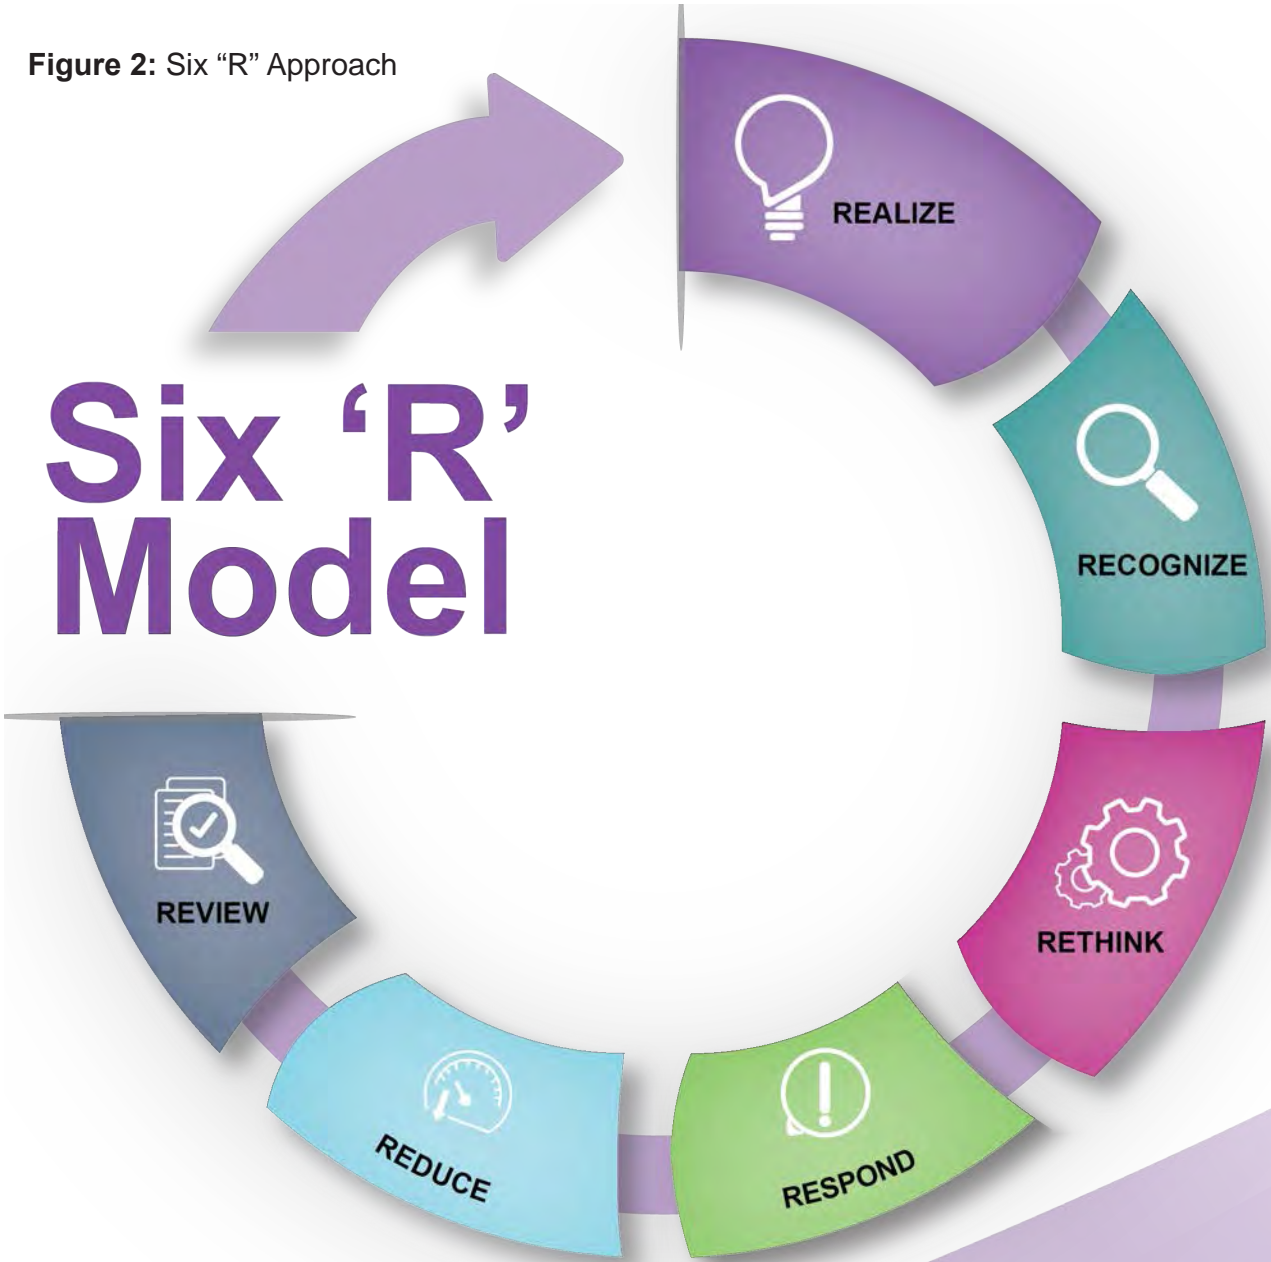 Figure 2: Six “R” Approach
REALIZE
Six ‘R’
Model
RECOGNIZE
RETHINK
RESPOND
REDUCE
REVIEW